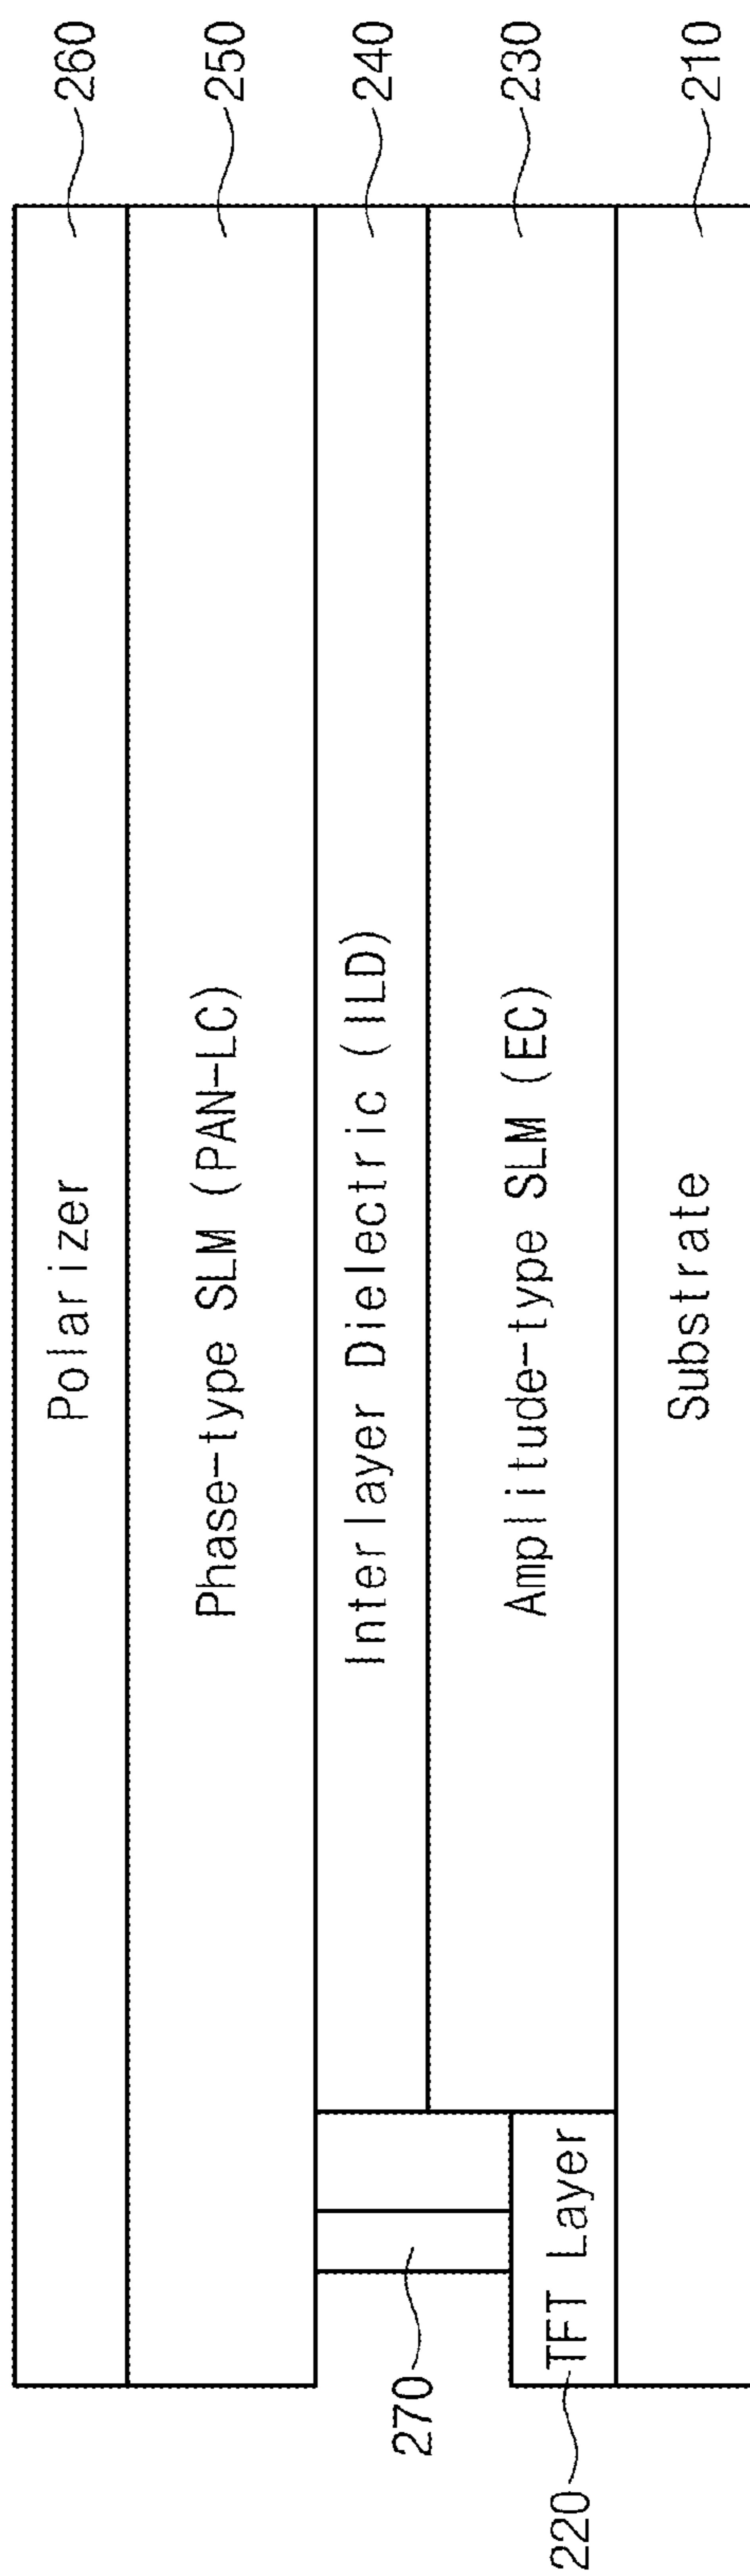 Polarizer
260
Phase-type SLM (PAN-LC)
250
Interlayer Dielectric (ILD)
240
270
Amplitude-type SLM (EC)
230
220
TFT Layer
Substrate
210